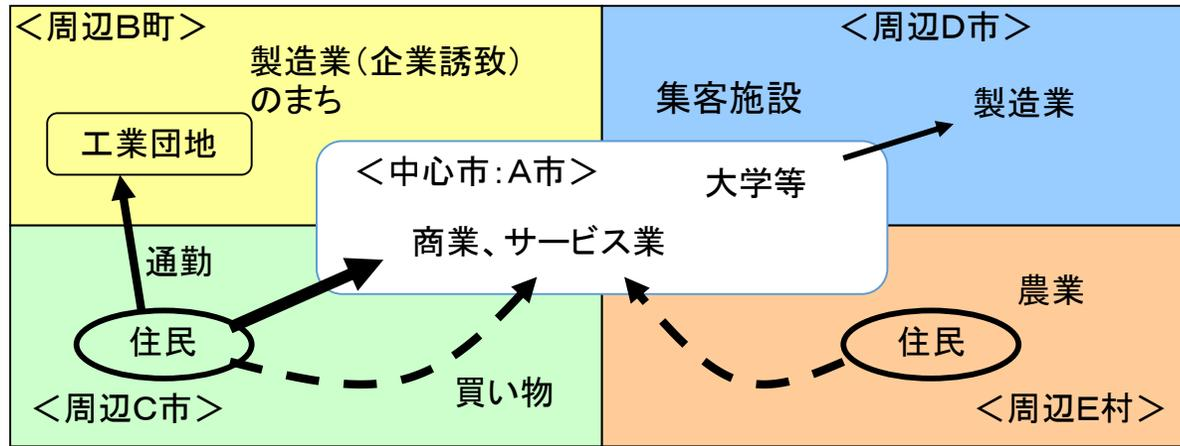 ＜周辺Ｂ町＞
製造業（企業誘致）
のまち
工業団地
＜周辺Ｄ市＞
集客施設
製造業
＜中心市：Ａ市＞
大学等
商業、サービス業
通勤
住民
買い物
＜周辺Ｃ市＞
農業
住民
＜周辺Ｅ村＞